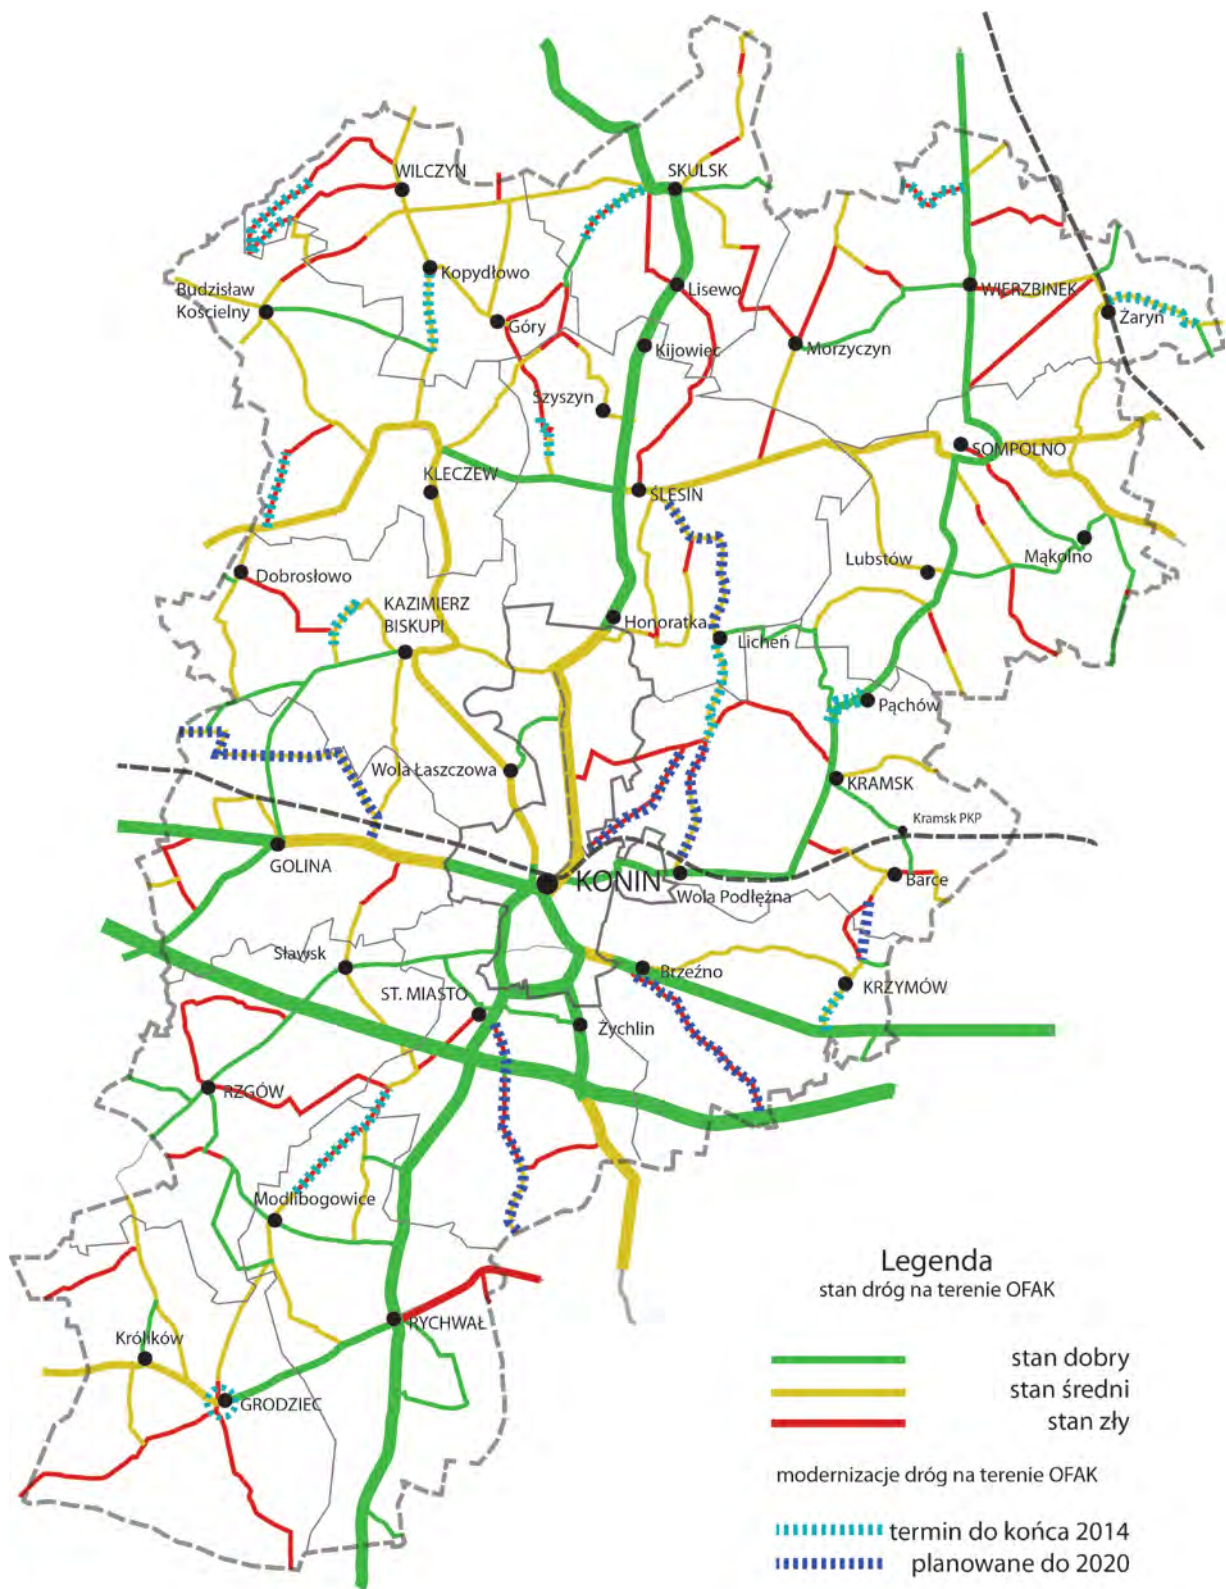 WILCZYN
SKULSK
Kopydłowo
Budzisław
Kościelny
Lisewo
WIERZBINEK
Żaryń
Góry
Kijowiec
Morzyczyn
Szyszyn
SOMPOLNO
KLECZEW
ŚLESIN
Mąkolno
Lubstów
Dobrosłowo
KAZIMIERZ
BISKUPI
Honoratka
Licheń
Pąchów
Wola Łaszczowa
KRAMSK
Kramsk PKP
GOLINA
KONIN
Wola Podłężna
Barce
Sławsk
Brzeźno
ST. MIASTO
KRZYMÓW
Żychlin
RZGÓW
Modlibogowice
RYCHWAŁ
Królików
GRODZIEC
Legenda
stan dróg na terenie OFAK
stan dobry
stan średni
stan zły
modernizacje dróg na terenie OFAK
termin do końca 2014
planowane do 2020